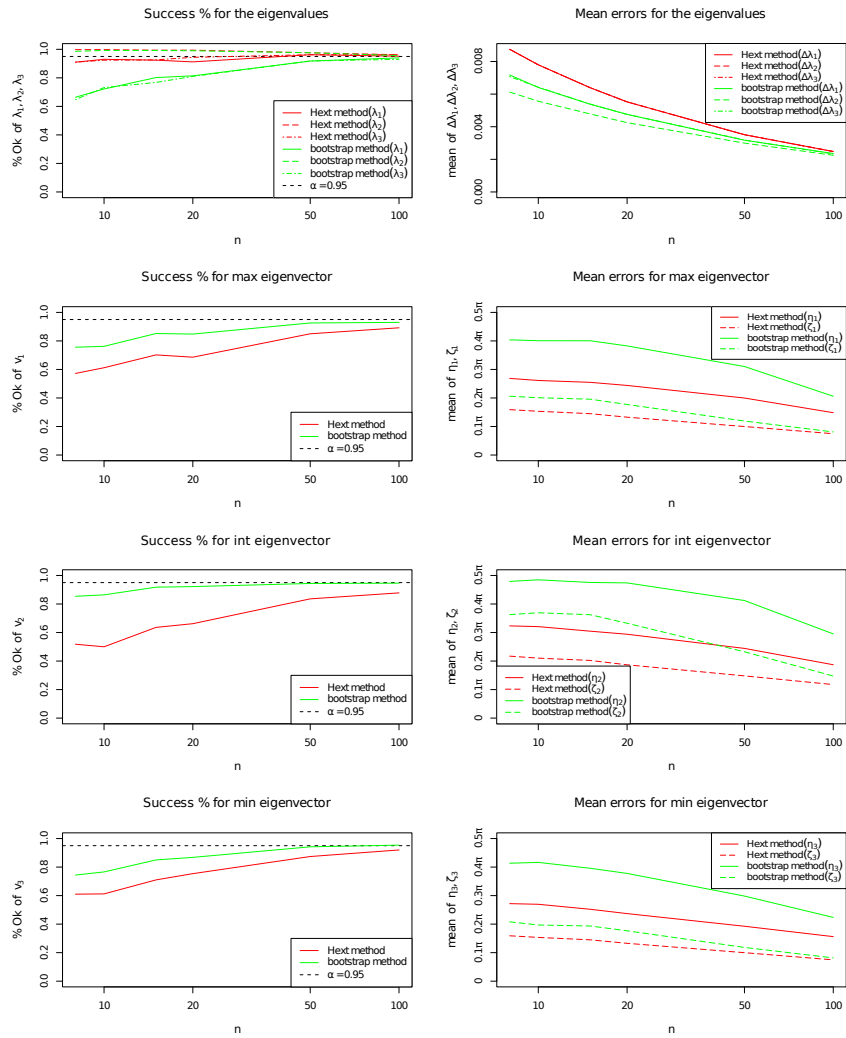 Success % for the eigenvalues
% Ok of λ₁, λ₂, λ₃
0.0
0.2
0.4
0.6
0.8
1.0
Hext method(λ₁)
Hext method(λ₂)
Hext method(λ₃)
bootstrap method(λ₁)
bootstrap method(λ₂)
bootstrap method(λ₃)
α = 0.95
10
20
50
100
n
Mean errors for the eigenvalues
mean of Δλ₁, Δλ₂, Δλ₃
0.000
0.004
0.0008
Hext method(Δλ₁)
Hext method(Δλ₂)
Hext method(Δλ₃)
bootstrap method(Δλ₁)
bootstrap method(Δλ₂)
bootstrap method(Δλ₃)
10
20
50
100
n
Success % for max eigenvector
% Ok of v₁
0.0
0.2
0.4
0.6
0.8
1.0
Hext method
bootstrap method
α = 0.95
10
20
50
100
n
Mean errors for max eigenvector
mean of η₁, ζ₁
0
0.1π
0.2π
0.3π
0.4π
0.5π
Hext method(η₁)
Hext method(ζ₁)
bootstrap method(η₁)
bootstrap method(ζ₁)
10
20
50
100
n
Success % for int eigenvector
% Ok of v₂
0.0
0.2
0.4
0.6
0.8
1.0
Hext method
bootstrap method
α = 0.95
10
20
50
100
n
Mean errors for int eigenvector
mean of η₂, ζ₂
0
0.1π
0.2π
0.3π
0.4π
0.5π
Hext method(η₂)
Hext method(ζ₂)
bootstrap method(η₂)
bootstrap method(ζ₂)
10
20
50
100
n
Success % for min eigenvector
% Ok of v₃
0.0
0.2
0.4
0.6
0.8
1.0
Hext method
bootstrap method
α = 0.95
10
20
50
100
n
Mean errors for min eigenvector
mean of η₃, ζ₃
0
0.1π
0.2π
0.3π
0.4π
0.5π
Hext method(η₃)
Hext method(ζ₃)
bootstrap method(η₃)
bootstrap method(ζ₃)
10
20
50
100
n